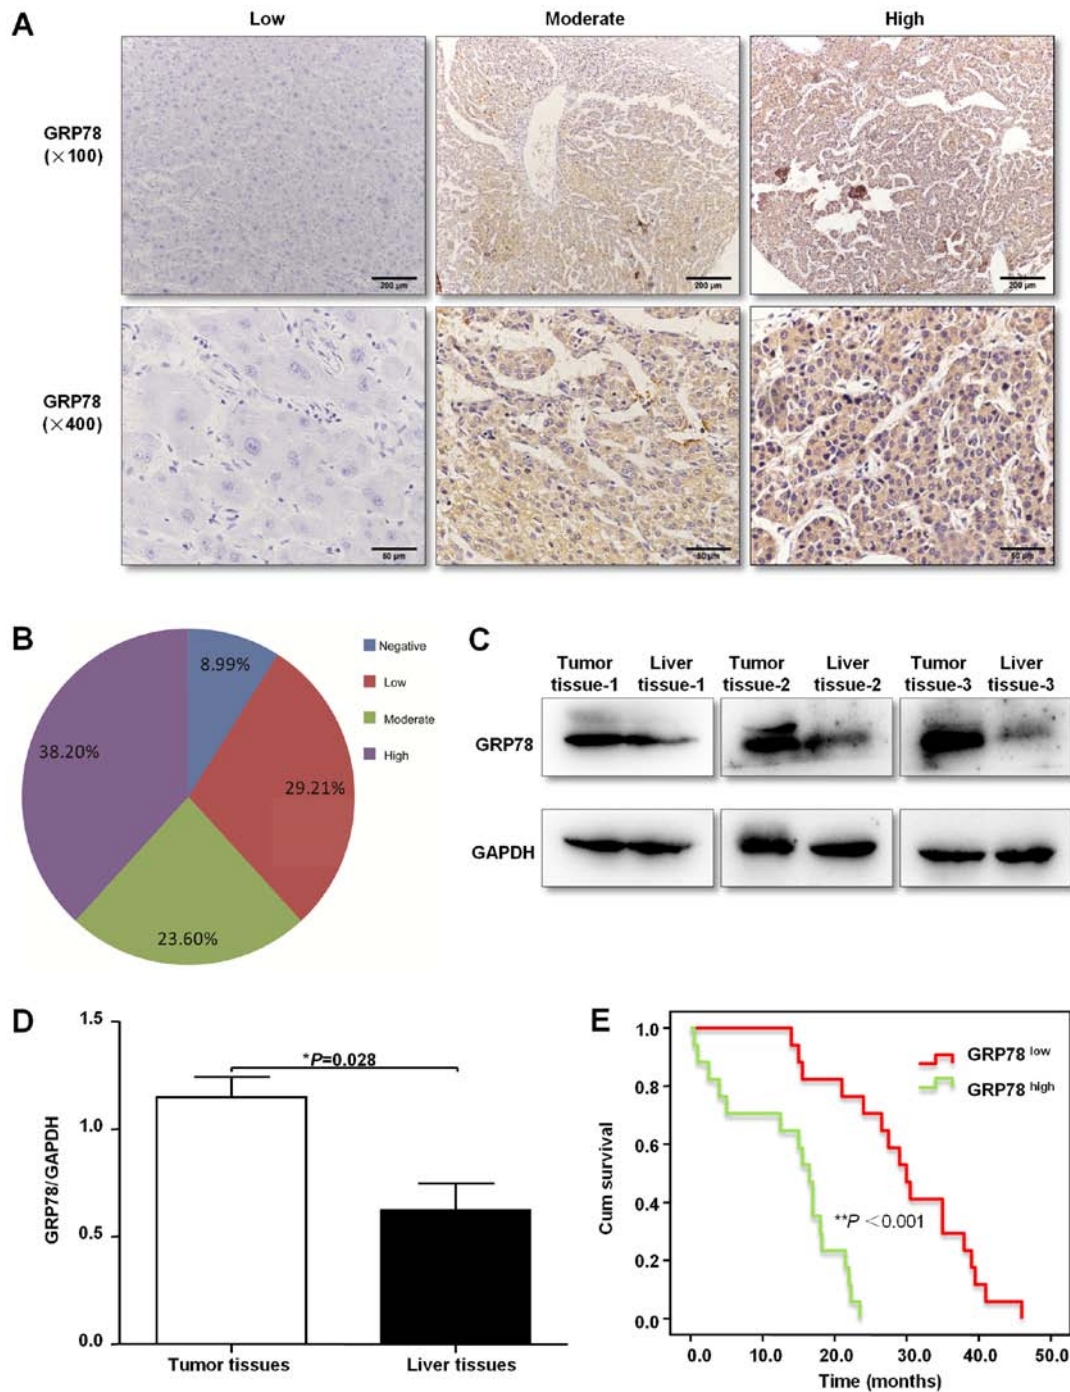 A
Low Moderate High
GRP78
(×100)
200 µm 200 µm 200 µm
GRP78
(×400)
50 µm 50 µm 50 µm
B
8.99%
29.21%
23.60%
38.20%
Negative
Low
Moderate
High
C
Tumor Liver Tumor Liver Tumor Liver
tissue-1 tissue-1 tissue-2 tissue-2 tissue-3 tissue-3
GRP78
GAPDH
D
GRP78/GAPDH
1.5
1.0
0.5
0.0
*P=0.028
Tumor tissues Liver tissues
E
Cum survival
1.0
0.8
0.6
0.4
0.2
0.0
GRP78 low
GRP78 high
**P <0.001
0.0 10.0 20.0 30.0 40.0 50.0
Time (months)